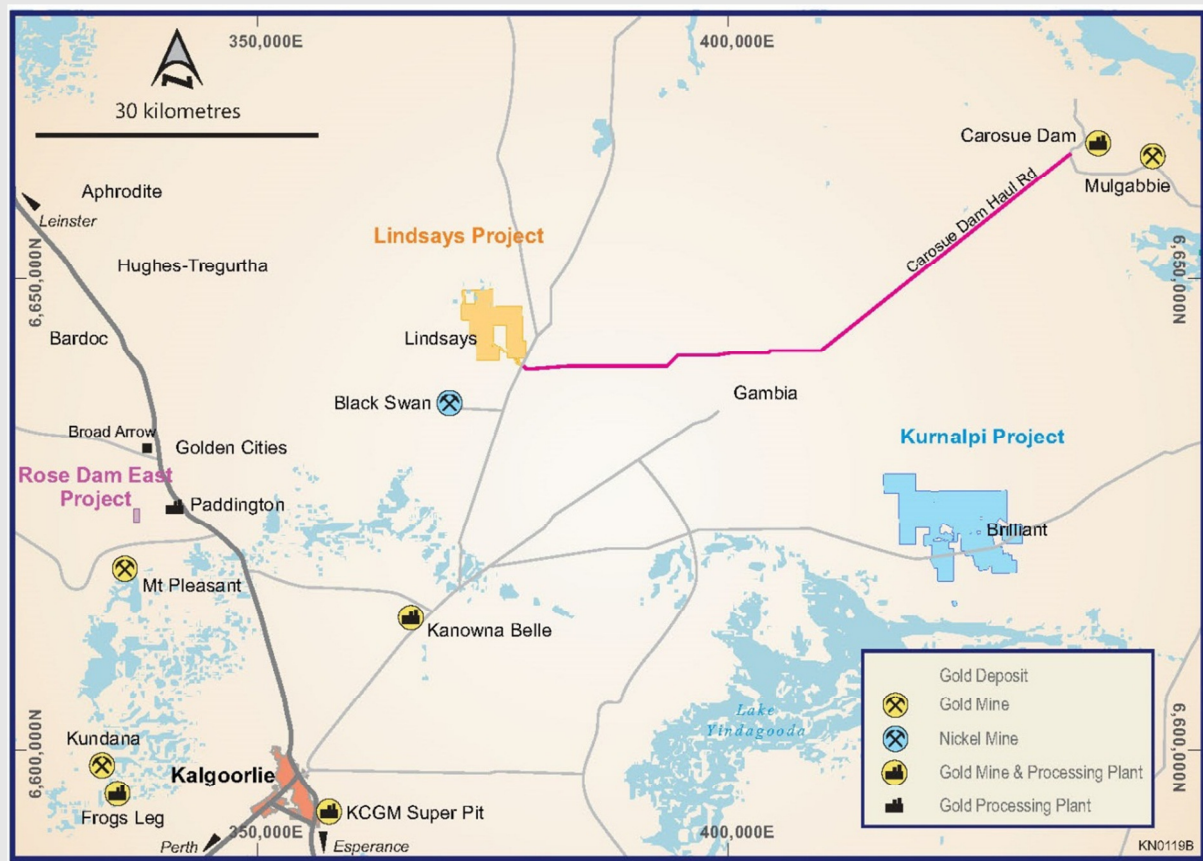 350,000E
400,000E
30 kilometres
Carosue Dam
Mulgabbie
Carosue Dam Haul Rd
Aphrodite
Leinster
Lindsays Project
Hughes-Tregurtha
6,650,000N
6,650,000N
Bardoc
Lindsays
Black Swan
Gambia
Broad Arrow
Golden Cities
Kurnalpi Project
Rose Dam East
Project
Paddington
Brilliant
Mt Pleasant
Kanowna Belle
Lake
Yindagooda
Gold Deposit
Gold Mine
Nickel Mine
Gold Mine & Processing Plant
Gold Processing Plant
6,600,000N
6,600,000N
Kundana
Kalgoorlie
Frogs Leg
KCGM Super Pit
350,000E
400,000E
Perth
Esperance
KN0119B